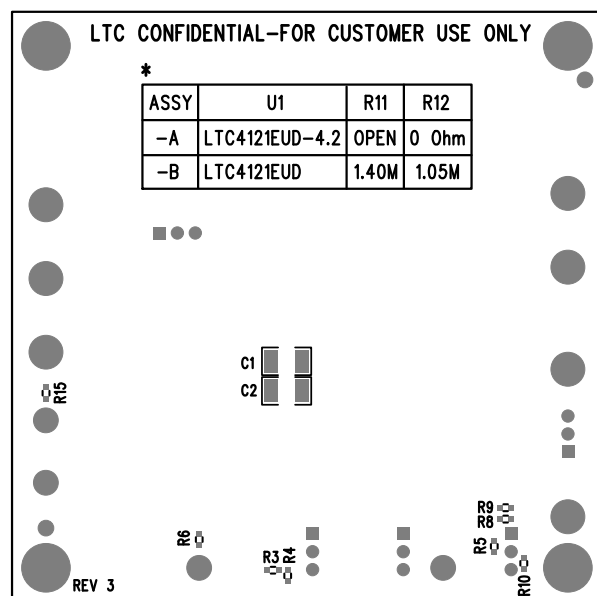 LTC CONFIDENTIAL-FOR CUSTOMER USE ONLY
*
ASSY U1 R11 R12
-A LTC4121EUD-4.2 OPEN 0 Ohm
-B LTC4121EUD 1.40M 1.05M
C1
C2
R15
R9
R8
R6
R5
R3
R4
R10
REV 3